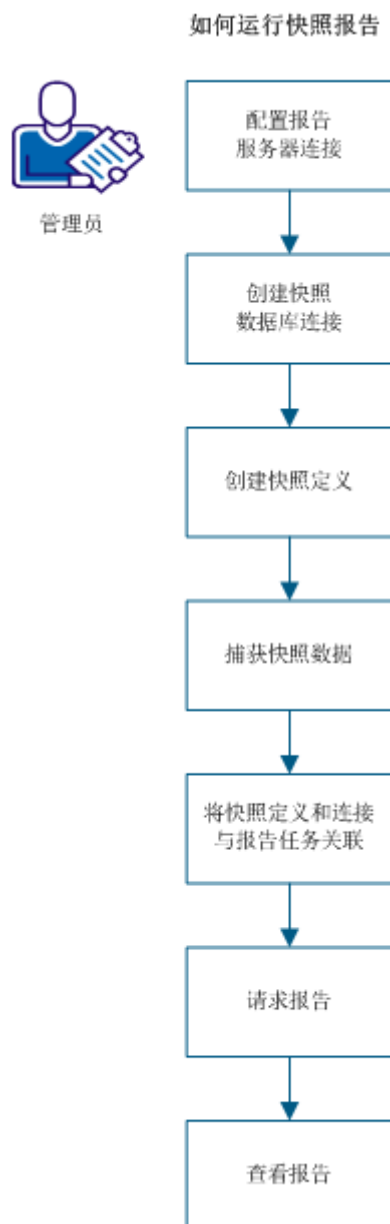 如何运行快照报告
管理员
配置报告
服务器连接
创建快照
数据库连接
创建快照定义
捕获快照数据
将快照定义和连接
与报告任务关联
请求报告
查看报告